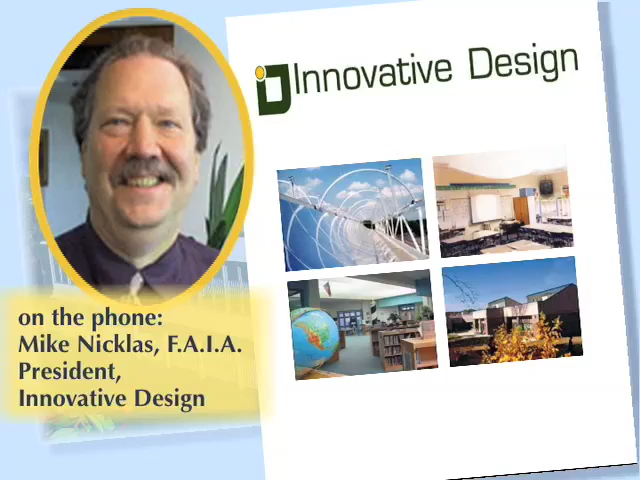 Innovative Design
on the phone:
Mike Nicklas, F.A.I.A.
President,
Innovative Design